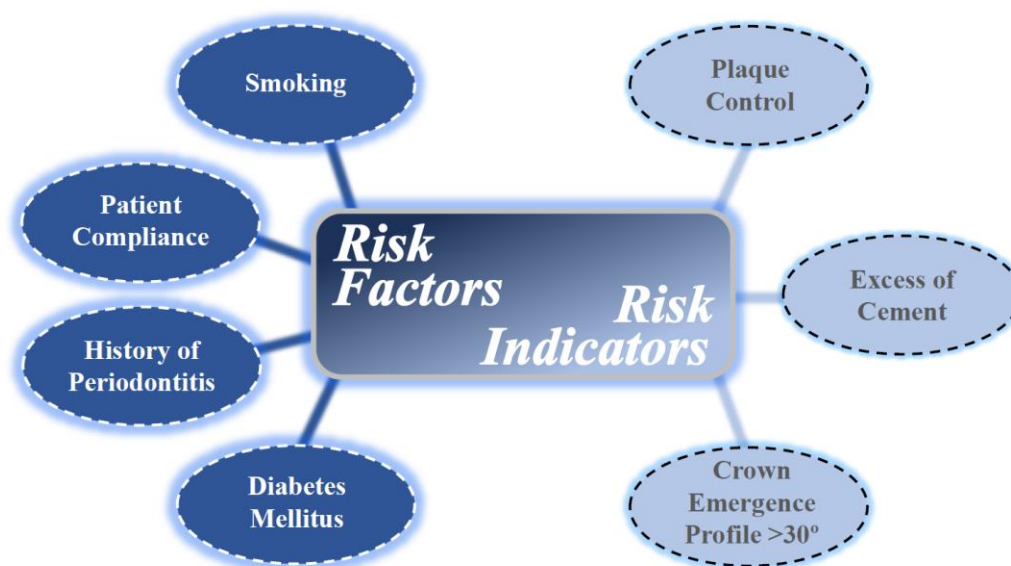 Smoking
Patient
Compliance
History of
Periodontitis
Diabetes
Mellitus
Risk
Factors
Risk
Indicators
Plaque
Control
Excess of
Cement
Crown
Emergence
Profile >30º